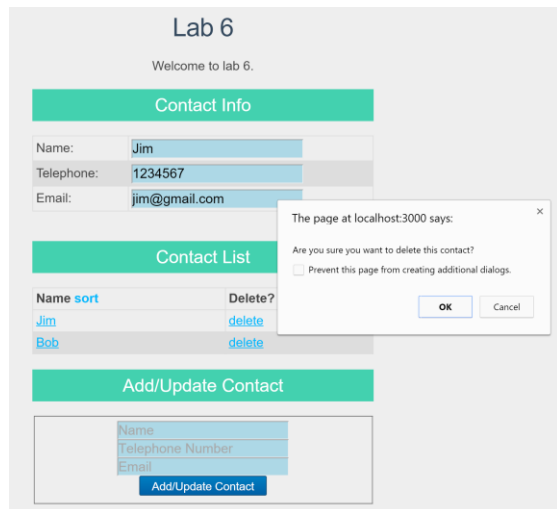 Lab 6
Welcome to lab 6.
Contact Info
Name: Jim
Telephone: 1234567
Email: jim@gmail.com
The page at localhost:3000 says: ×
Are you sure you want to delete this contact?
Prevent this page from creating additional dialogs.
OK Cancel
Contact List
Name sort Delete?
Jim delete
Bob delete
Add/Update Contact
Name
Telephone Number
Email
Add/Update Contact